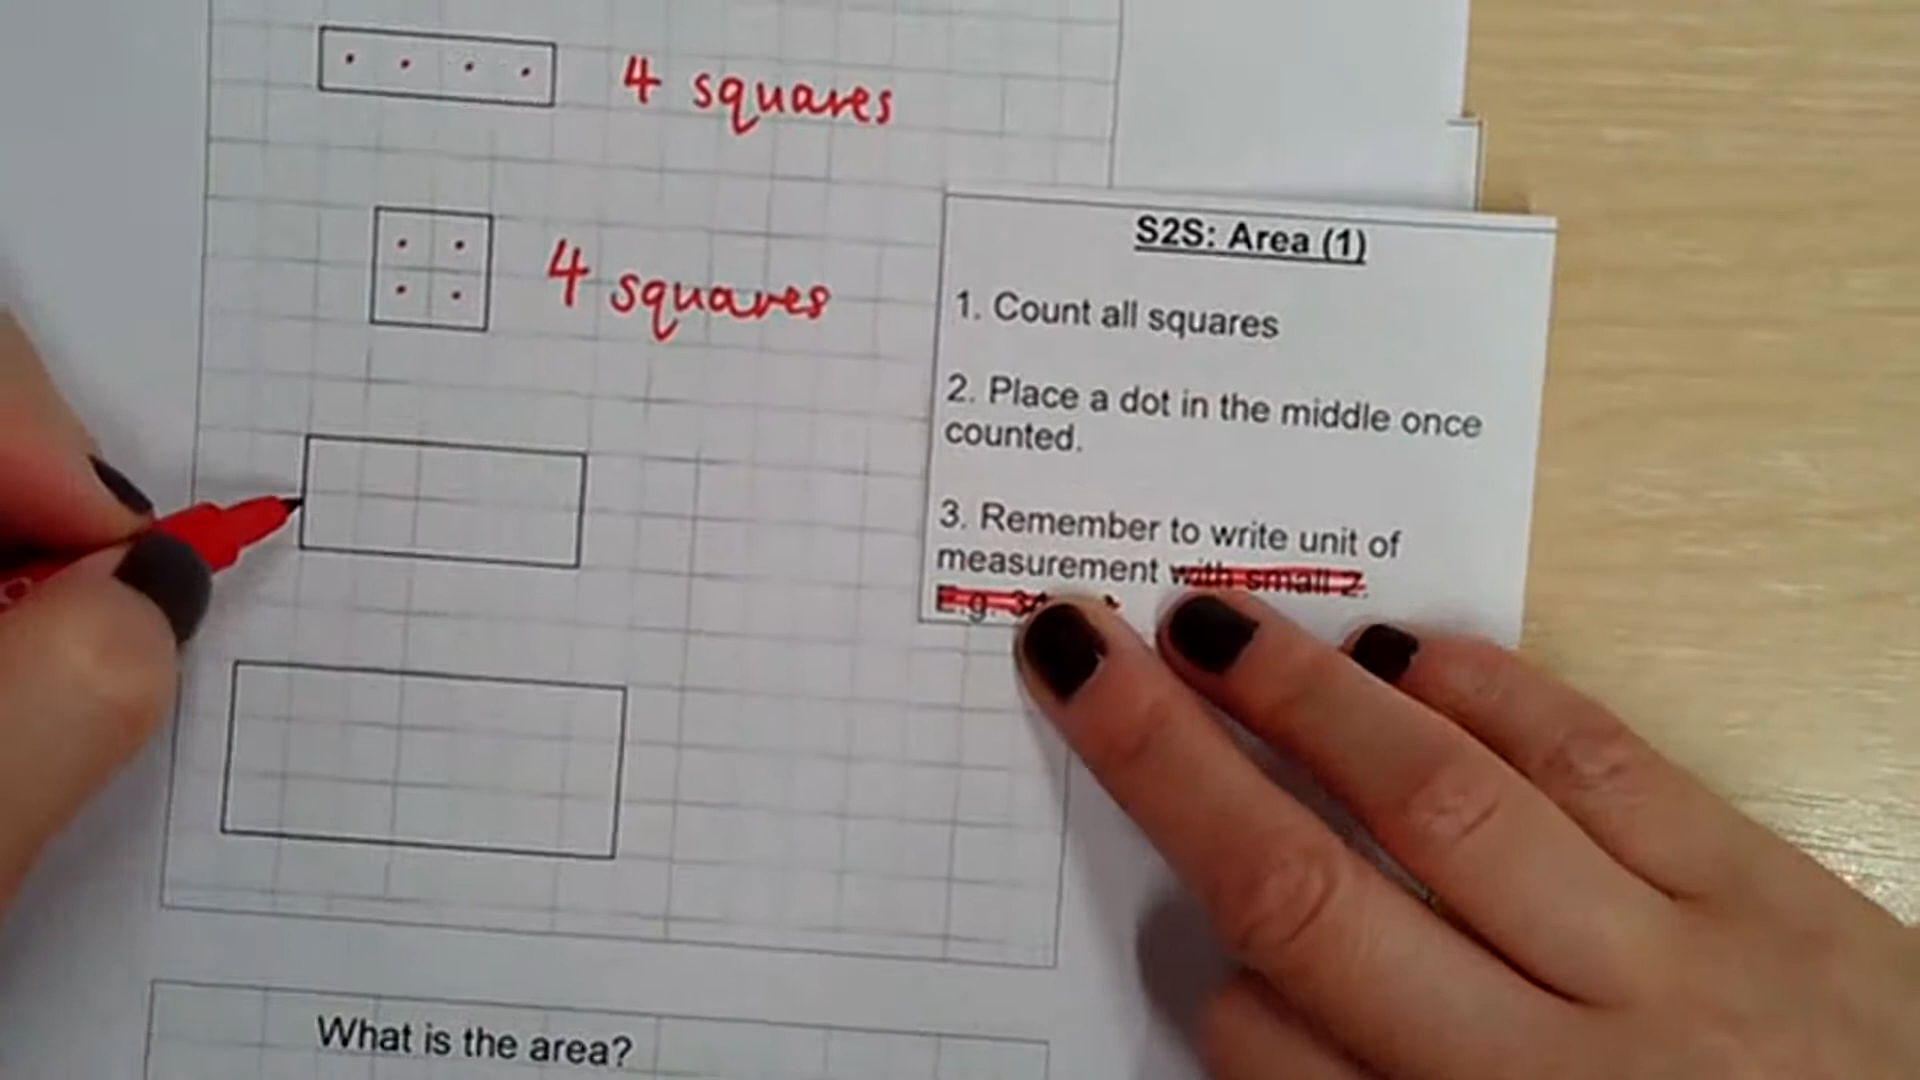 4 squares
4 squares
S2S: Area (1)
1. Count all squares
2. Place a dot in the middle once
counted.
3. Remember to write unit of
measurement with small 2.
E.g.
What is the area?